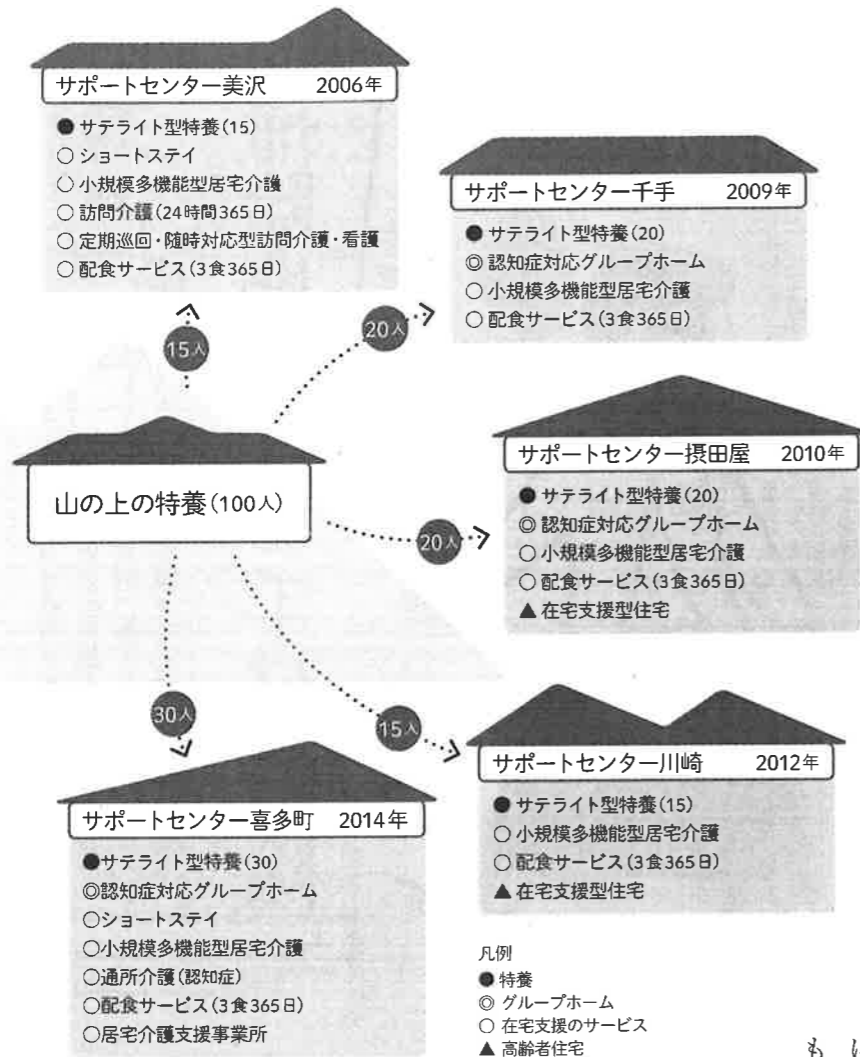 サポートセンター美沢 2006年
● サテライト型特養(15)
○ ショートステイ
○ 小規模多機能型居宅介護
○ 訪問介護(24時間365日)
○ 定期巡回・随時対応型訪問介護・看護
○ 配食サービス(3食365日)
サポートセンター千手 2009年
● サテライト型特養(20)
◎ 認知症対応グループホーム
○ 小規模多機能型居宅介護
○ 配食サービス(3食365日)
15人
20人
山の上の特養(100人)
サポートセンター摂田屋 2010年
● サテライト型特養(20)
◎ 認知症対応グループホーム
○ 小規模多機能型居宅介護
○ 配食サービス(3食365日)
▲ 在宅支援型住宅
20人
30人
15人
サポートセンター川崎 2012年
● サテライト型特養(15)
○ 小規模多機能型居宅介護
○ 配食サービス(3食365日)
▲ 在宅支援型住宅
サポートセンター喜多町 2014年
●サテライト型特養(30)
◎認知症対応グループホーム
○ショートステイ
○小規模多機能型居宅介護
○通所介護(認知症)
○配食サービス(3食365日)
○居宅介護支援事業所
凡例
● 特養
◎ グループホーム
○ 在宅支援のサービス
▲ 高齢者住宅